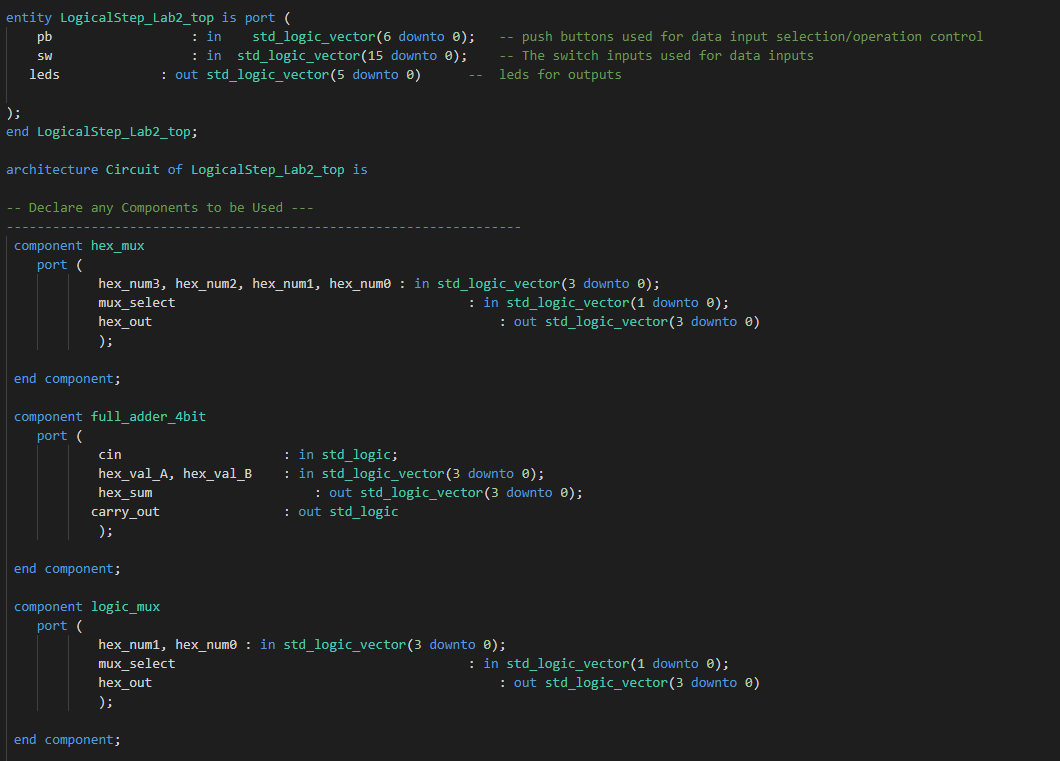 entity LogicalStep_Lab2_top is port (
pb : in std_logic_vector(6 downto 0); -- push buttons used for data input selection/operation control
sw : in std_logic_vector(15 downto 0); -- The switch inputs used for data inputs
leds : out std_logic_vector(5 downto 0) -- leds for outputs
);
end LogicalStep_Lab2_top;
architecture Circuit of LogicalStep_Lab2_top is
-- Declare any Components to be Used ---
-------------------------------------------------------------------
component hex_mux
port (
hex_num3, hex_num2, hex_num1, hex_num0 : in std_logic_vector(3 downto 0);
mux_select : in std_logic_vector(1 downto 0);
hex_out : out std_logic_vector(3 downto 0)
);
end component;
component full_adder_4bit
port (
cin : in std_logic;
hex_val_A, hex_val_B : in std_logic_vector(3 downto 0);
hex_sum : out std_logic_vector(3 downto 0);
carry_out : out std_logic
);
end component;
component logic_mux
port (
hex_num1, hex_num0 : in std_logic_vector(3 downto 0);
mux_select : in std_logic_vector(1 downto 0);
hex_out : out std_logic_vector(3 downto 0)
);
end component;